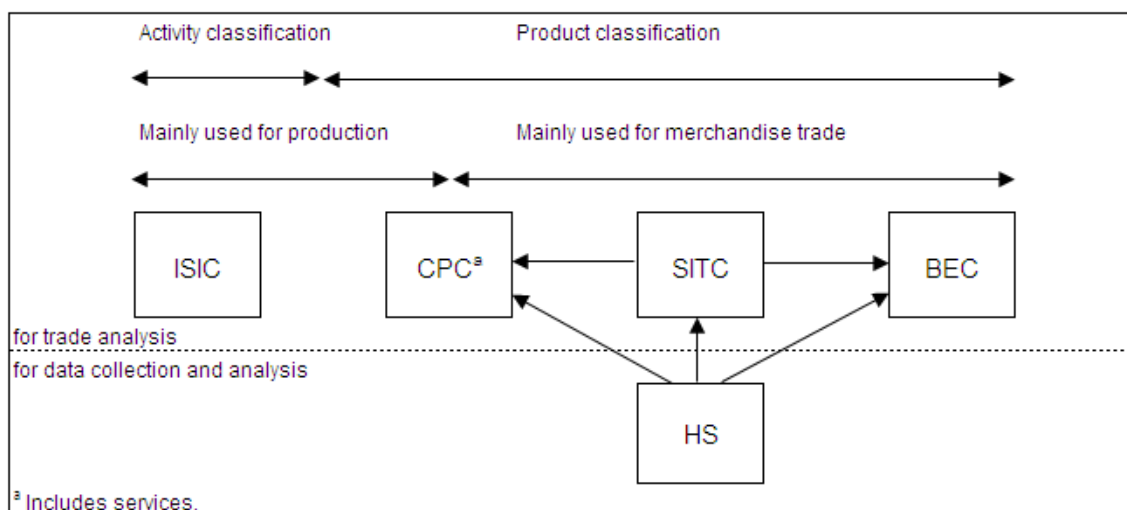 Activity classification
Product classification
Mainly used for production
Mainly used for merchandise trade
ISIC
CPCª
SITC
BEC
for trade analysis
for data collection and analysis
HS
ª Includes services.